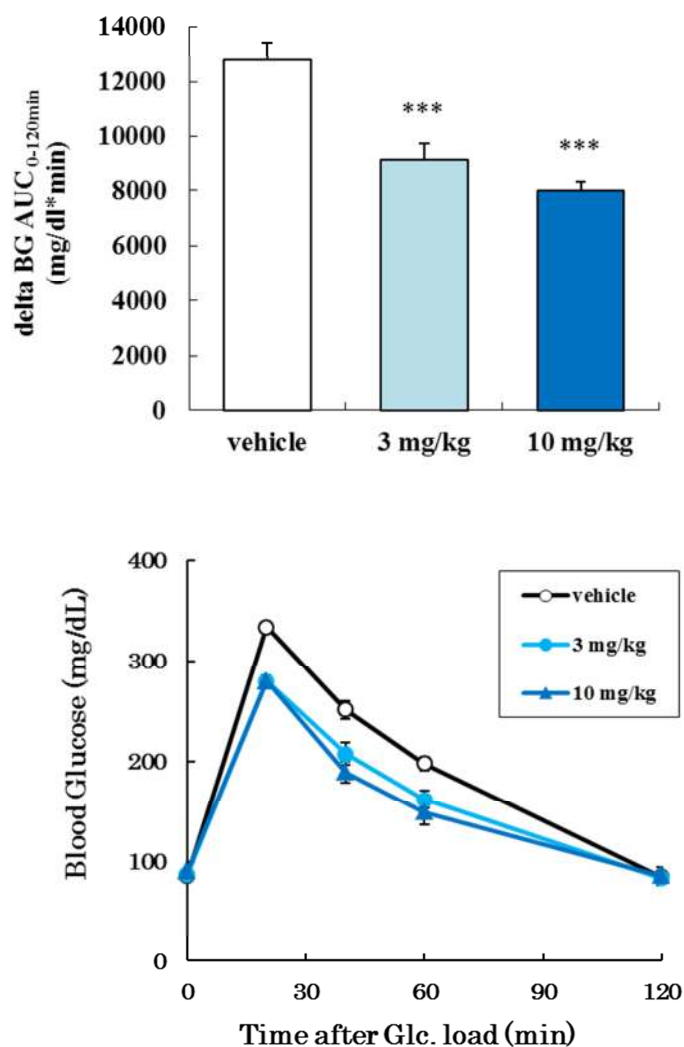 14000
12000
10000
8000
6000
4000
2000
0
delta BG AUC0-120min
(mg/dl*min)
***
***
vehicle 3 mg/kg 10 mg/kg
400
300
200
100
0
Blood Glucose (mg/dL)
vehicle
3 mg/kg
10 mg/kg
0 30 60 90 120
Time after Glc. load (min)